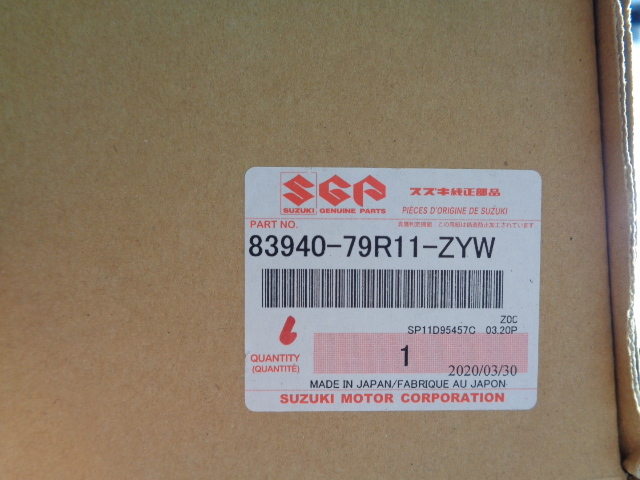 SGP スズキ純正部品
SUZUKI GENUINE PARTS PIÈCES D'ORIGINE DE SUZUKI
PART NO.
83940-79R11-ZYW
ZOC
SP11D95457C 03.20P
6
1
QUANTITY
(QUANTITÉ)
2020/03/30
MADE IN JAPAN/FABRIQUE AU JAPON
SUZUKI MOTOR CORPORATION